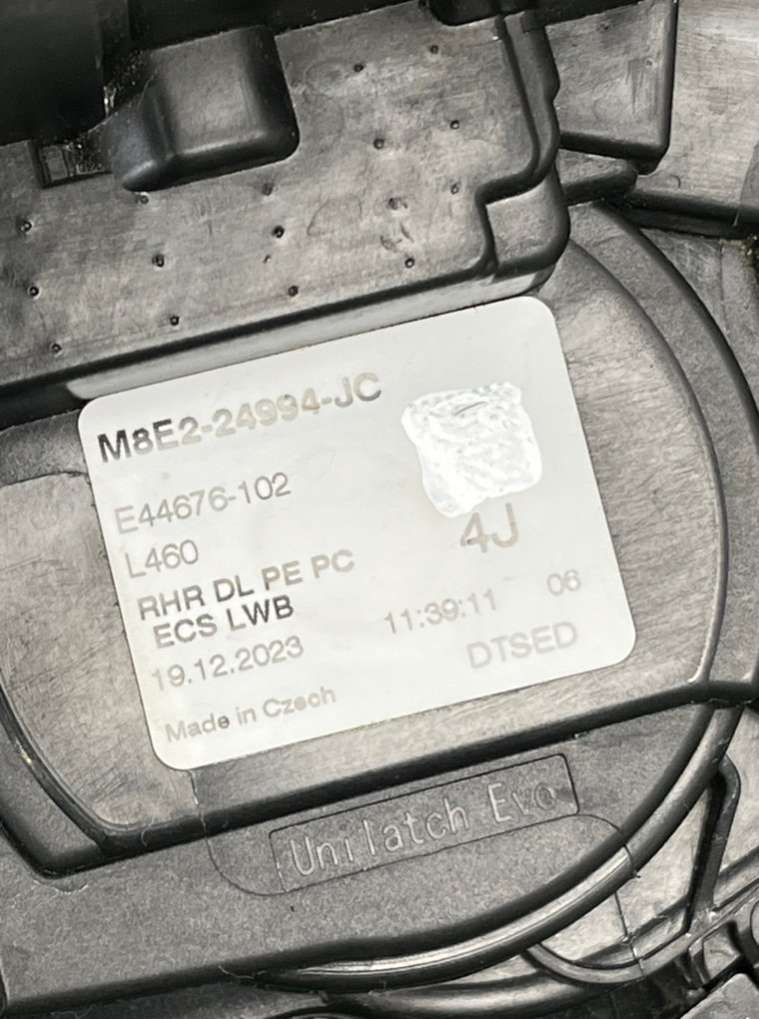 M8E2-24994-JC
E44676-102
L460
4J
RHR DL PE PC
ECS LWB
11:39:11 06
19.12.2023
DTSED
Made in Czech
Unilatch Evo